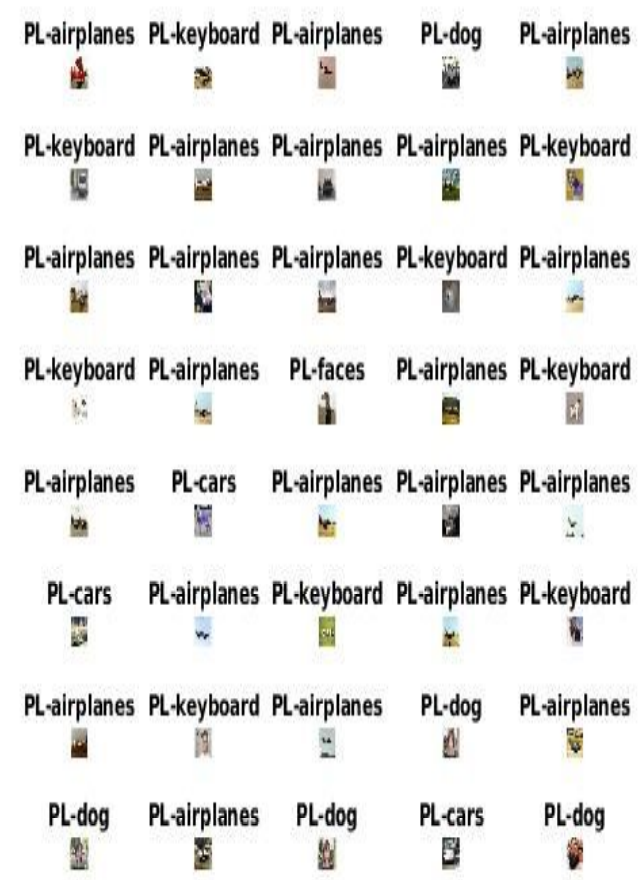 PL-airplanes PL-keyboard PL-airplanes PL-dog PL-airplanes
PL-keyboard PL-airplanes PL-airplanes PL-airplanes PL-keyboard
PL-airplanes PL-airplanes PL-airplanes PL-keyboard PL-airplanes
PL-keyboard PL-airplanes PL-faces PL-airplanes PL-keyboard
PL-airplanes PL-cars PL-airplanes PL-airplanes PL-airplanes
PL-cars PL-airplanes PL-keyboard PL-airplanes PL-keyboard
PL-airplanes PL-keyboard PL-airplanes PL-dog PL-airplanes
PL-dog PL-airplanes PL-dog PL-cars PL-dog